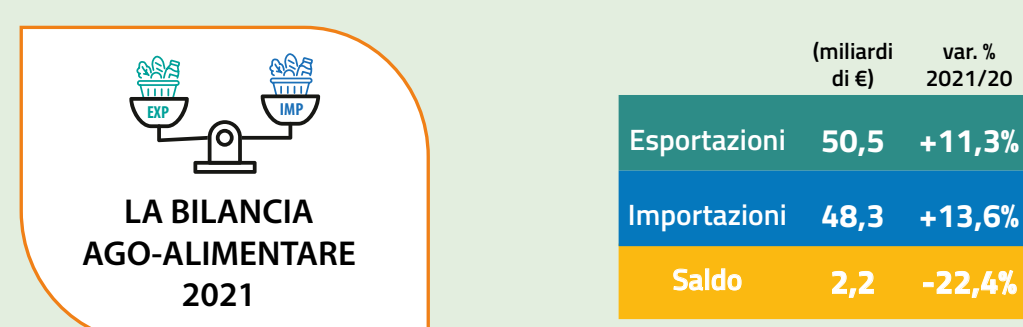 EXP
IMP
LA BILANCIA
AGO-ALIMENTARE
2021
(miliardi di €) var. % 2021/20
Esportazioni 50,5 +11,3%
Importazioni 48,3 +13,6%
Saldo 2,2 -22,4%